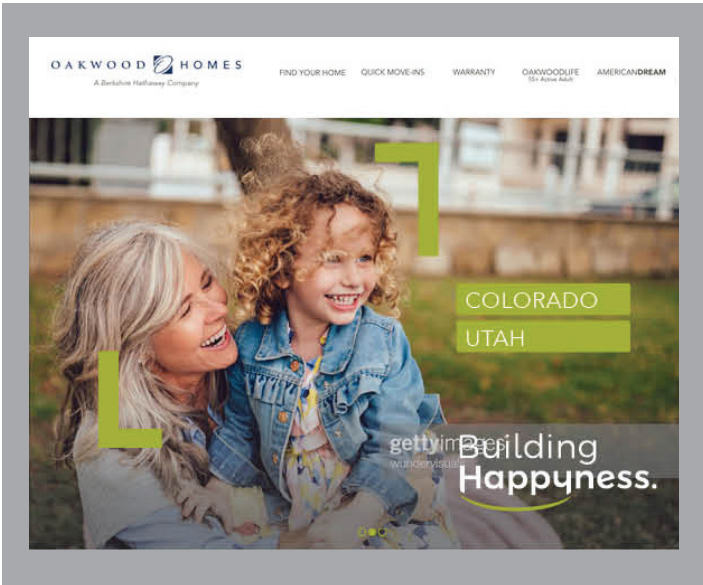 OAKWOOD HOMES
A Berkshire Hathaway Company
FIND YOUR HOME QUICK MOVE-INS WARRANTY OAKWOODLIFE AMERICANDREAM
55+ Active Adult
COLORADO
UTAH
gettyimages
wundervisual
Building
Happyness.